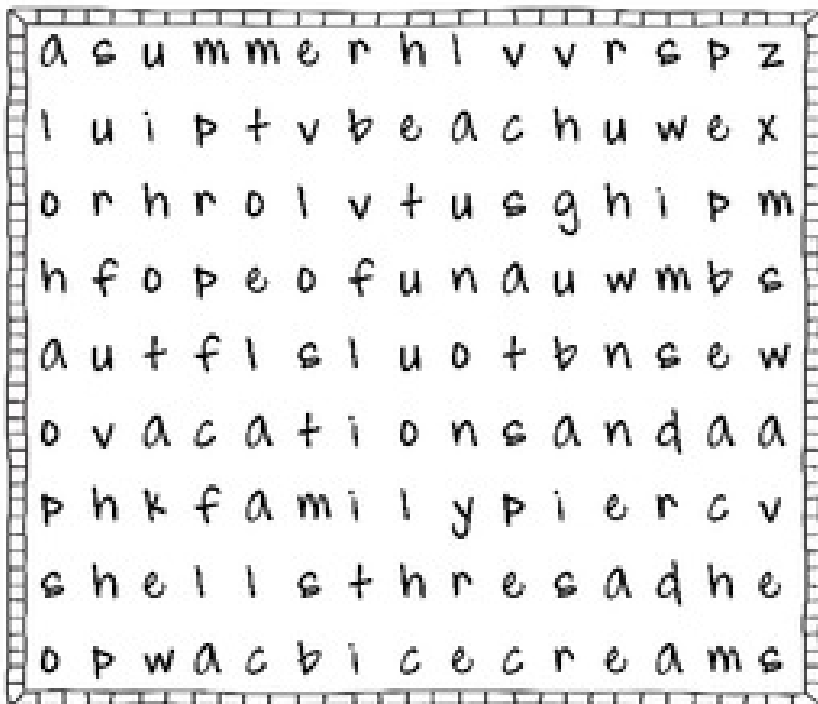 a s u m m e r h l v v r s p z
l u i p t v b e a c h u w e x
o r h r o l v t u s g h i p m
h f o p e o f u n a u w m b s
a u t f l s l u o t b n s e w
o v a c a t i o n s a n d a a
p h k f a m i l y p i e r c v
s h e l l s t h r e s a d h e
o p w a c b i c e c r e a m s